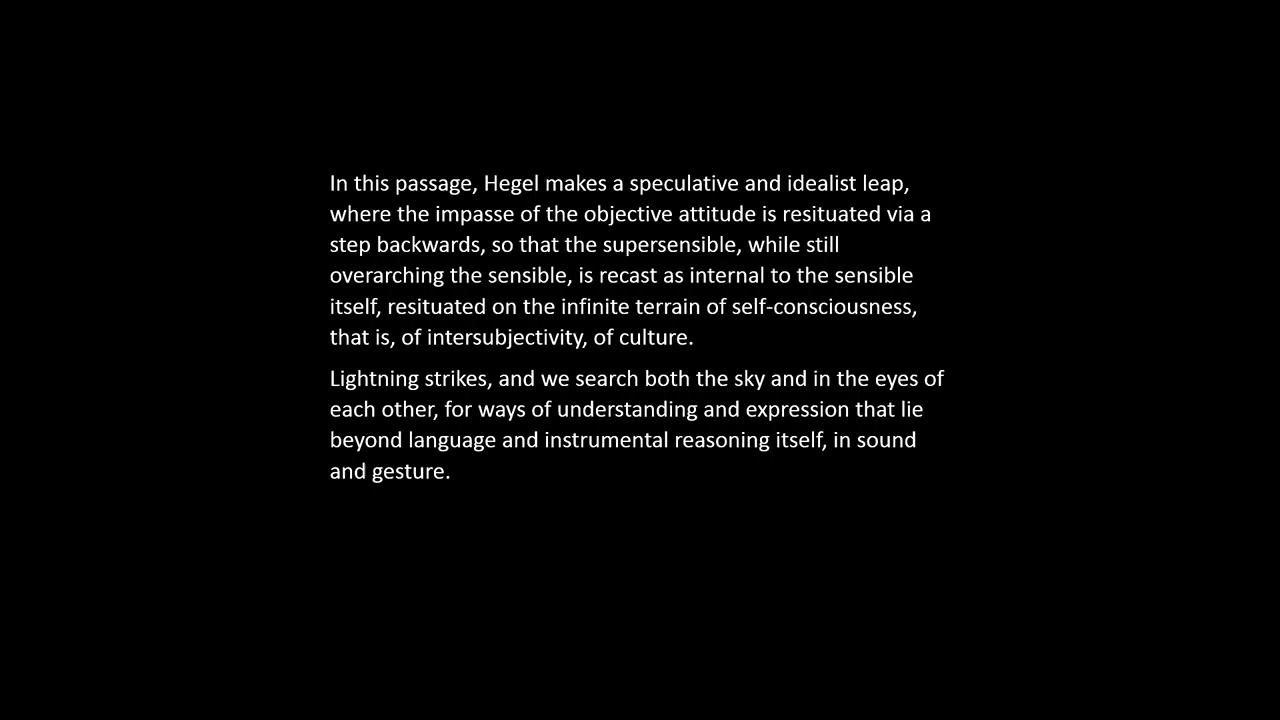 In this passage, Hegel makes a speculative and idealist leap,
where the impasse of the objective attitude is resituated via a
step backwards, so that the supersensible, while still
overarching the sensible, is recast as internal to the sensible
itself, resituated on the infinite terrain of self-consciousness,
that is, of intersubjectivity, of culture.
Lightning strikes, and we search both the sky and in the eyes of
each other, for ways of understanding and expression that lie
beyond language and instrumental reasoning itself, in sound
and gesture.